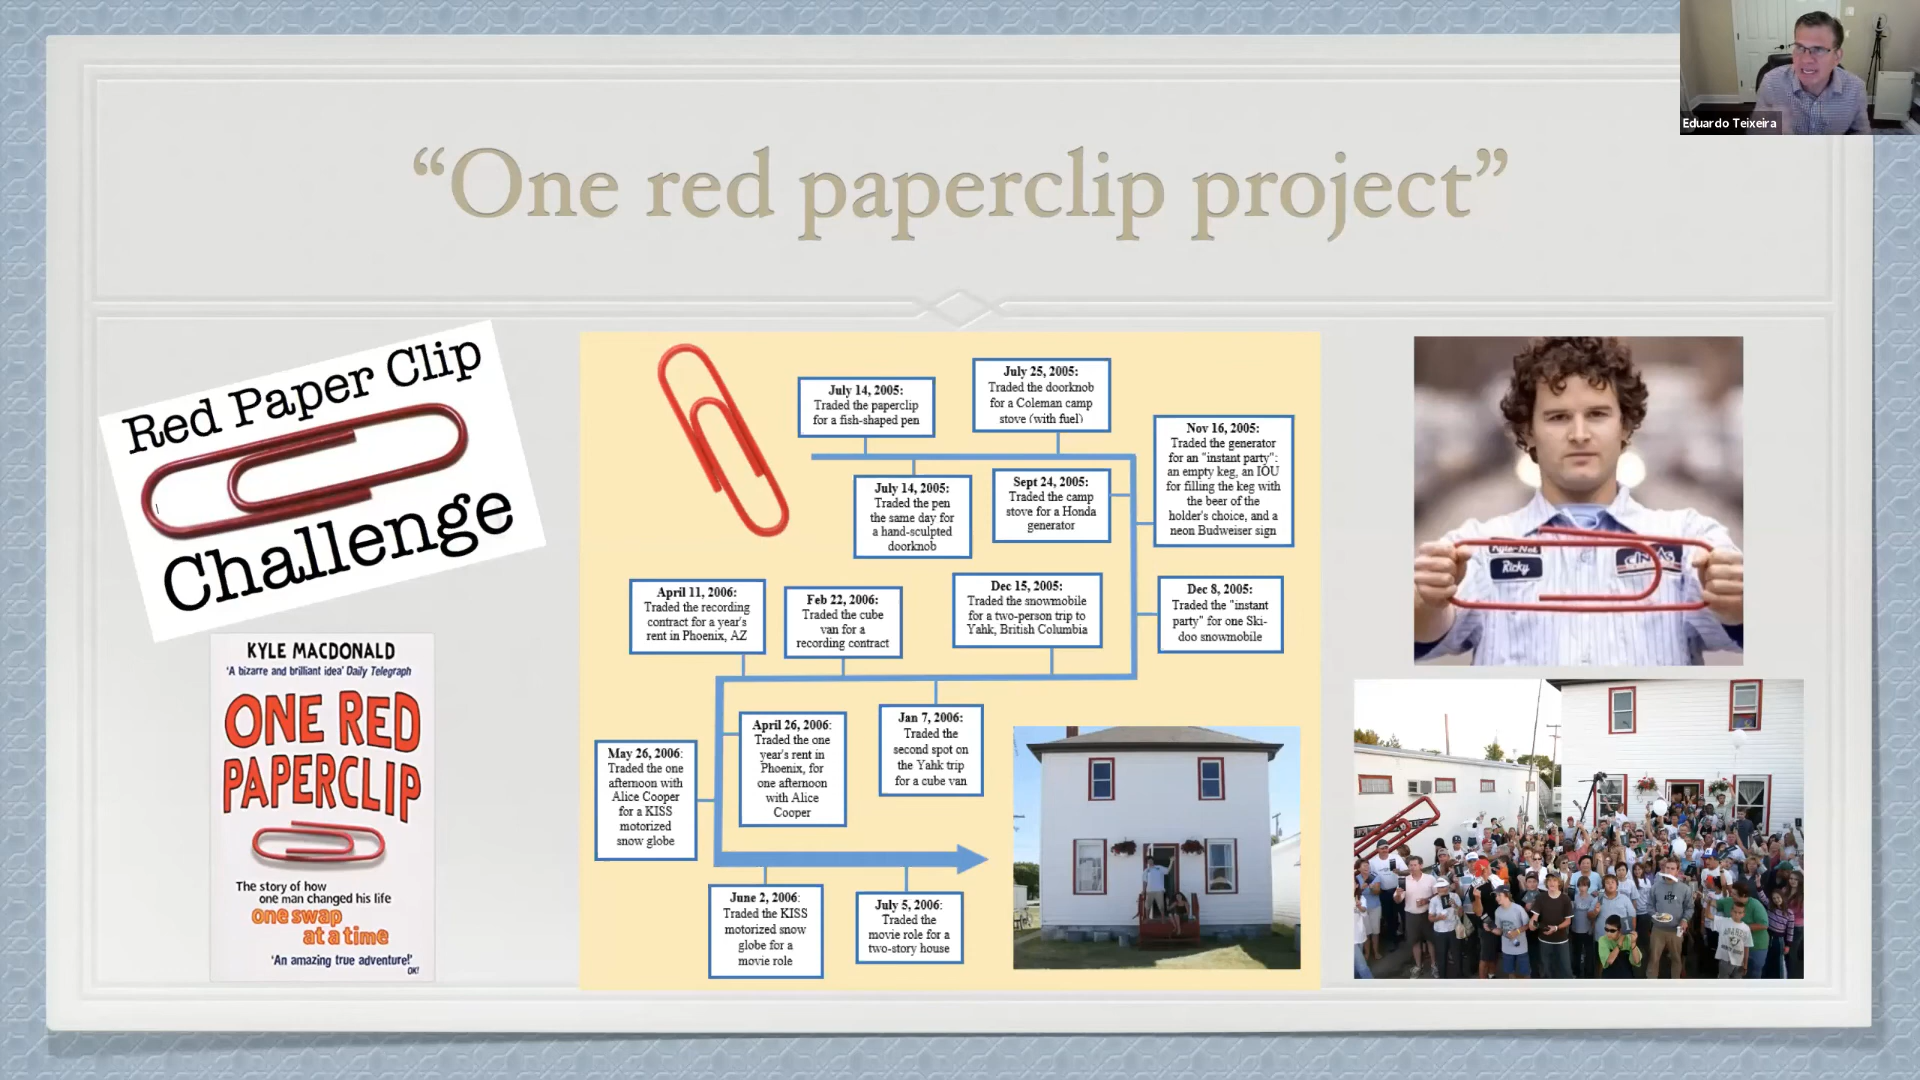 Eduardo Teixeira
“One red paperclip project”
Red Paper Clip
Challenge
KYLE MACDONALD
'A bizarre and brilliant idea' Daily Telegraph
ONE RED
PAPERCLIP
The story of how
one man changed his life
one swap
at a time
'An amazing true adventure!'
OK!
July 14, 2005:
Traded the paperclip
for a fish-shaped pen
July 14, 2005:
Traded the pen
the same day for
a hand-sculpted
doorknob
July 25, 2005:
Traded the doorknob
for a Coleman camp
stove (with fuel)
Sept 24, 2005:
Traded the camp
stove for a Honda
generator
Nov 16, 2005:
Traded the generator
for an "instant party":
an empty keg, an IOU
for filling the keg with
the beer of the
holder's choice, and a
neon Budweiser sign
Dec 8, 2005:
Traded the "instant
party" for one Ski-
doo snowmobile
Dec 15, 2005:
Traded the snowmobile
for a two-person trip to
Yahk, British Columbia
Jan 7, 2006:
Traded the
second spot on
the Yahk trip
for a cube van
Feb 22, 2006:
Traded the cube
van for a
recording contract
April 11, 2006:
Traded the recording
contract for a year's
rent in Phoenix, AZ
April 26, 2006:
Traded the one
year's rent in
Phoenix, for
one afternoon
with Alice
Cooper
May 26, 2006:
Traded the one
afternoon with
Alice Cooper
for a KISS
motorized
snow globe
June 2, 2006:
Traded the KISS
motorized snow
globe for a
movie role
July 5, 2006:
Traded the
movie role for a
two-story house
Ricky
CINTAS